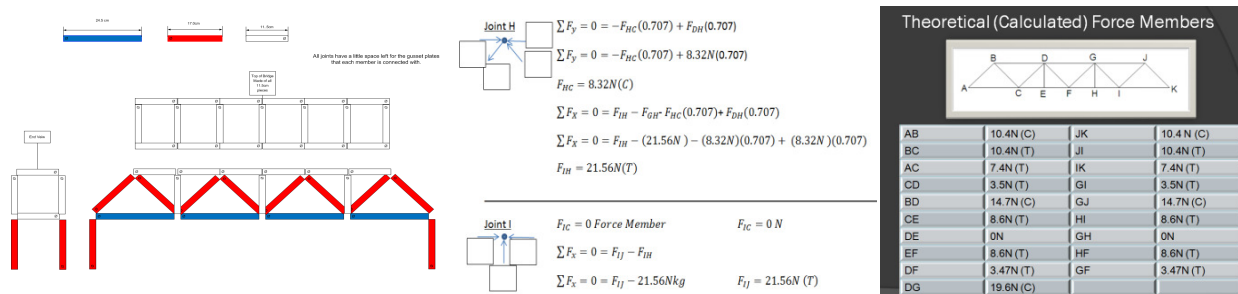 24.0 cm
17.0cm
11.0cm
All joints have a little space left for the gusset plates
that each member is connected with.
Top of Bridge
Made of all
11.0cm
pieces
End View
Joint H
∑F_y = 0 = −F_HC(0.707) + F_DH(0.707)
∑F_y = 0 = −F_HC(0.707) + 8.32N(0.707)
F_HC = 8.32N(C)
∑F_X = 0 = F_IH − F_GH- F_HC(0.707)+ F_DH(0.707)
∑F_X = 0 = F_IH − (21.56N) − (8.32N)(0.707) + (8.32N)(0.707)
F_IH = 21.56N(T)
Joint I
F_IC = 0 Force Member F_IC = 0 N
∑F_x = 0 = F_IJ − F_IH
∑F_x = 0 = F_IJ − 21.56Nkg F_IJ = 21.56N (T)
Theoretical (Calculated) Force Members
B D G J
A C E F H I K
AB 10.4N (C) JK 10.4 N (C)
BC 10.4N (T) JI 10.4N (T)
AC 7.4N (T) IK 7.4N (T)
CD 3.5N (T) GI 3.5N (T)
BD 14.7N (C) GJ 14.7N (C)
CE 8.6N (T) HI 8.6N (T)
DE 0N GH 0N
EF 8.6N (T) HF 8.6N (T)
DF 3.47N (T) GF 3.47N (T)
DG 19.6N (C)